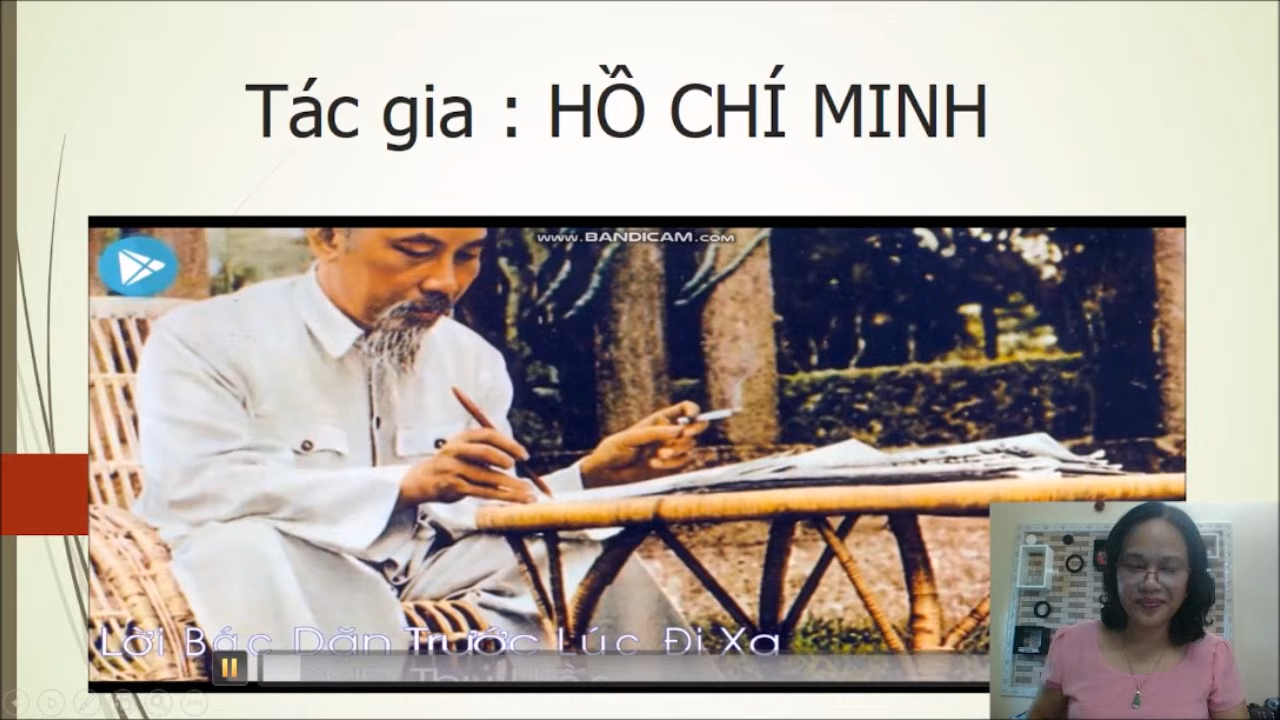 Tác gia : HỒ CHÍ MINH
www.BANDICAM.com
Lời Bác Dặn Trước Lúc Đi Xa